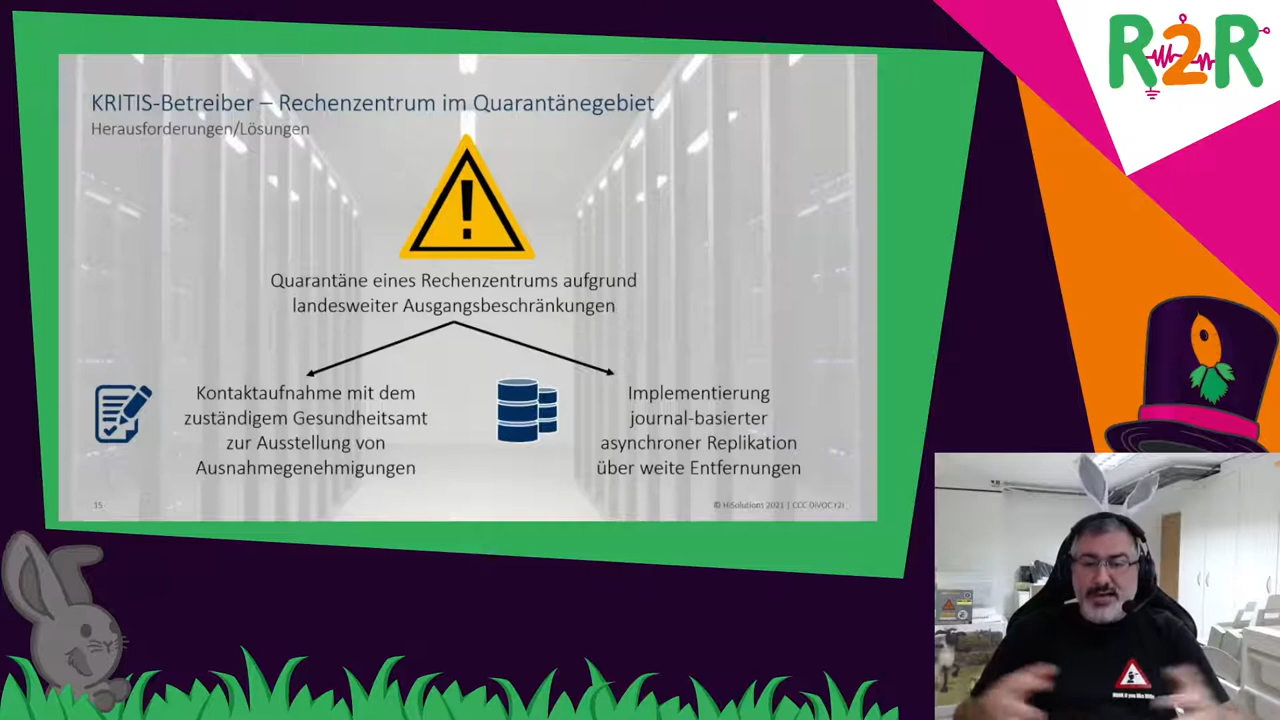 KRITIS-Betreiber – Rechenzentrum im Quarantänegebiet
Herausforderungen/Lösungen
Quarantäne eines Rechenzentrums aufgrund
landesweiter Ausgangsbeschränkungen
Kontaktaufnahme mit dem
zuständigem Gesundheitsamt
zur Ausstellung von
Ausnahmegenehmigungen
Implementierung
journal-basierter
asynchroner Replikation
über weite Entfernungen
15
© HiSolutions 2021 | CCC DiVOC r2r
R2R